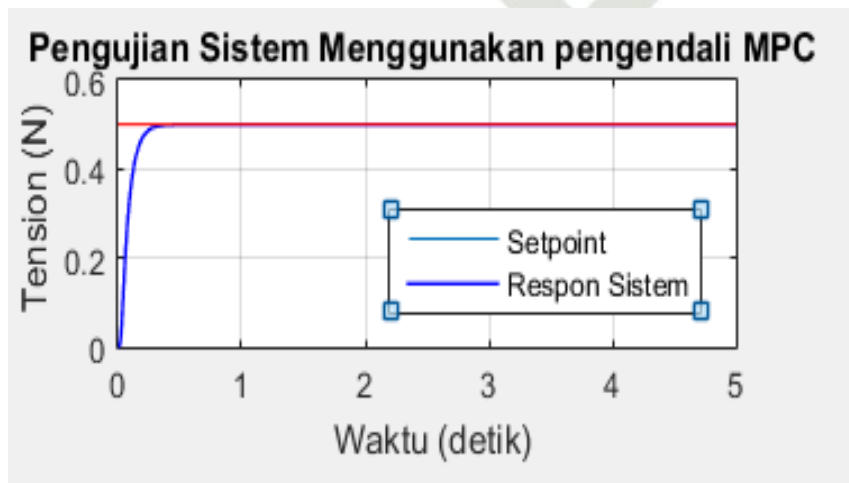 Pengujian Sistem Menggunakan pengendali MPC
Tension (N)
0.6
0.4
0.2
0
Setpoint
Respon Sistem
0 1 2 3 4 5
Waktu (detik)